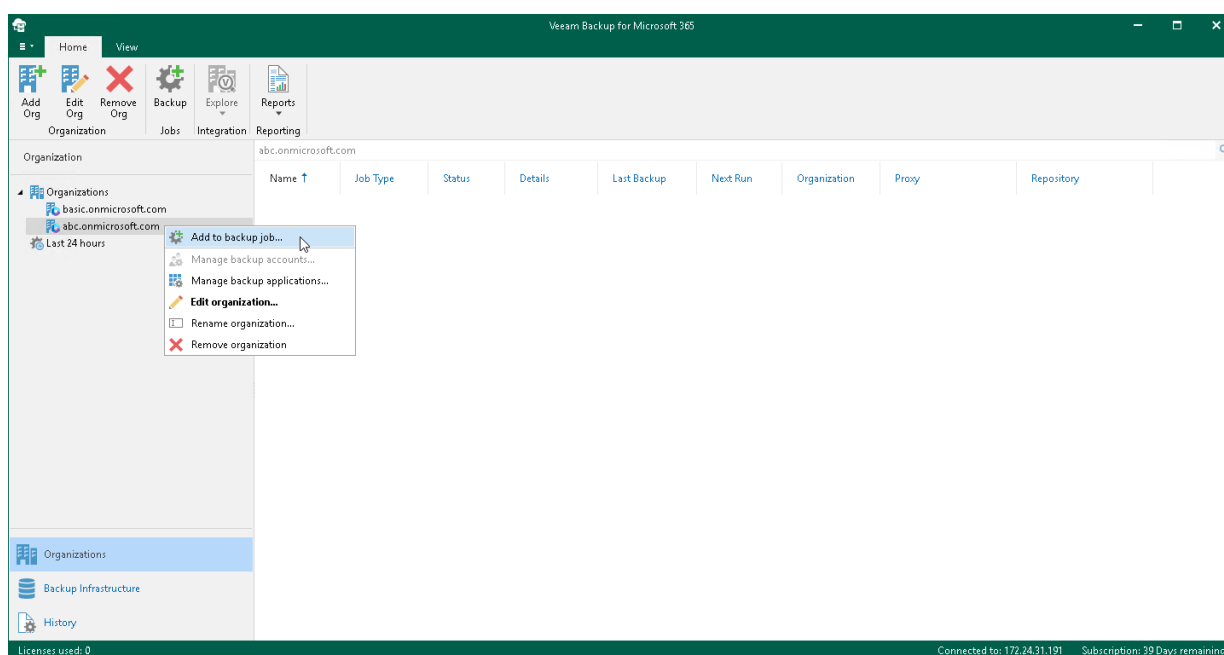 Veeam Backup for Microsoft 365
Home View
Add Org Edit Org Remove Org Backup Explore Reports
Organization Jobs Integration Reporting
Organization
abc.onmicrosoft.com
Name Job Type Status Details Last Backup Next Run Organization Proxy Repository
Organizations
basic.onmicrosoft.com
abc.onmicrosoft.com
Last 24 hours
Add to backup job...
Manage backup accounts...
Manage backup applications...
Edit organization...
Rename organization...
Remove organization
Organizations
Backup Infrastructure
History
Licenses used: 0 Connected to: 172.24.31.191 Subscription: 39 Days remaining